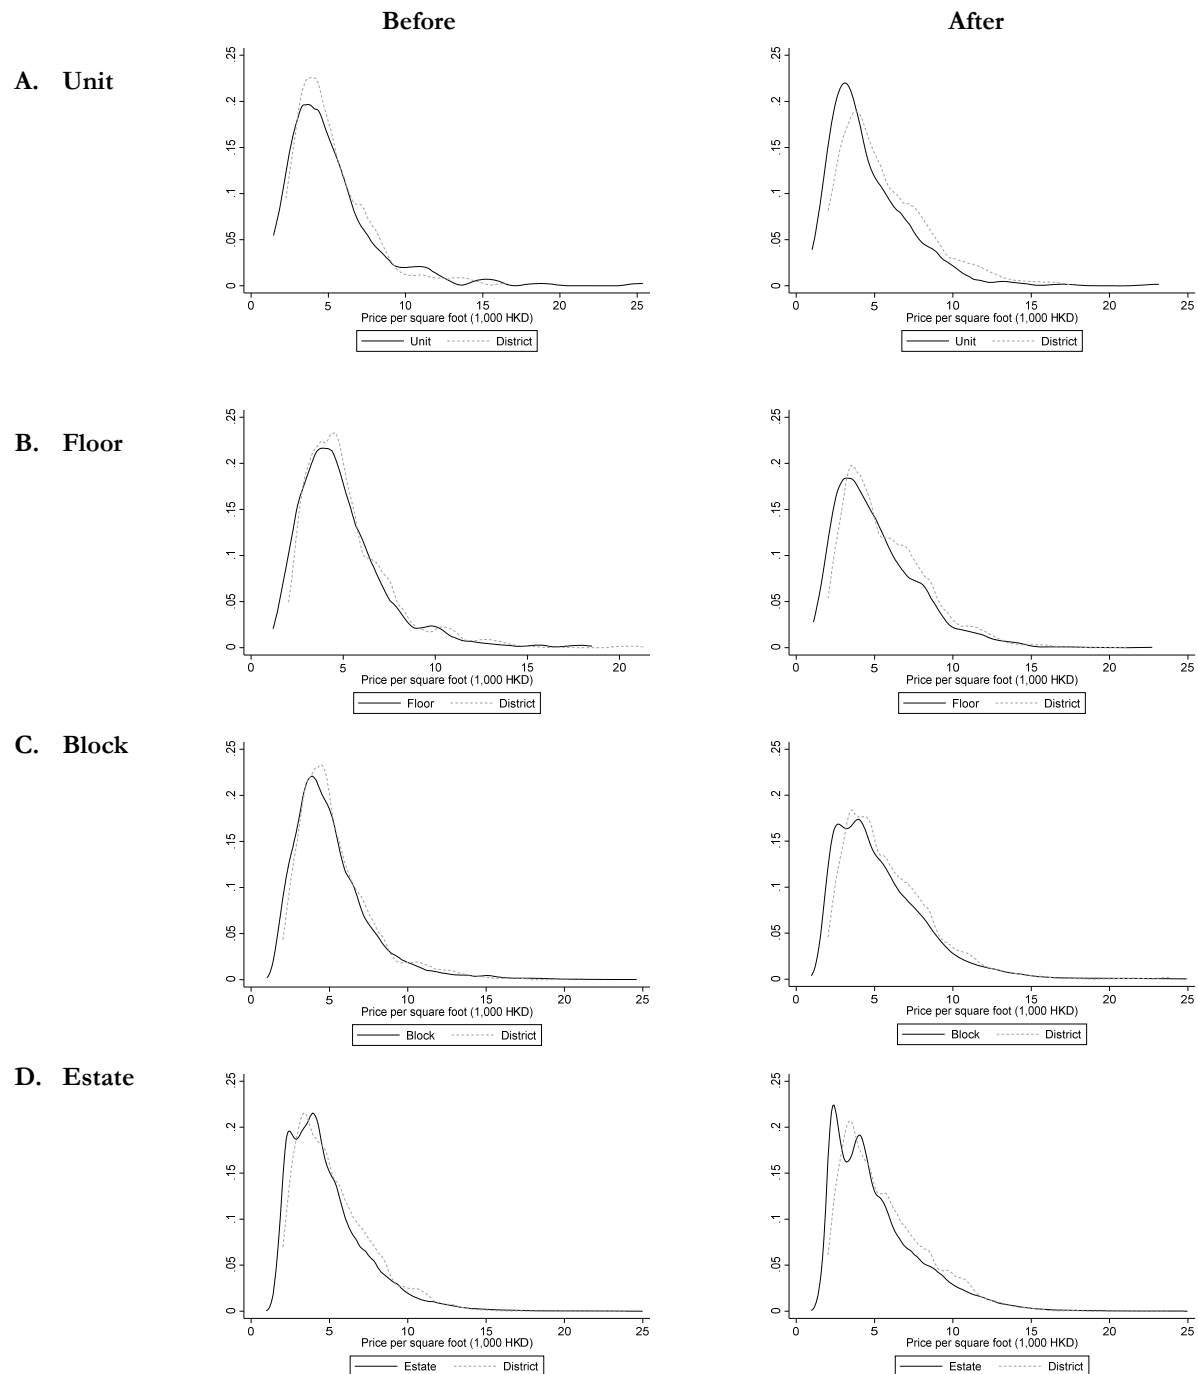 Before After
A. Unit
.25 .2 .15 .1 .05 0
0 5 10 15 20 25
Price per square foot (1,000 HKD)
Unit District
.25 .2 .15 .1 .05 0
0 5 10 15 20 25
Price per square foot (1,000 HKD)
Unit District
B. Floor
.25 .2 .15 .1 .05 0
0 5 10 15 20
Price per square foot (1,000 HKD)
Floor District
.25 .2 .15 .1 .05 0
0 5 10 15 20 25
Price per square foot (1,000 HKD)
Floor District
C. Block
.25 .2 .15 .1 .05 0
0 5 10 15 20 25
Price per square foot (1,000 HKD)
Block District
.25 .2 .15 .1 .05 0
0 5 10 15 20 25
Price per square foot (1,000 HKD)
Block District
D. Estate
.25 .2 .15 .1 .05 0
0 5 10 15 20 25
Price per square foot (1,000 HKD)
Estate District
.25 .2 .15 .1 .05 0
0 5 10 15 20 25
Price per square foot (1,000 HKD)
Estate District